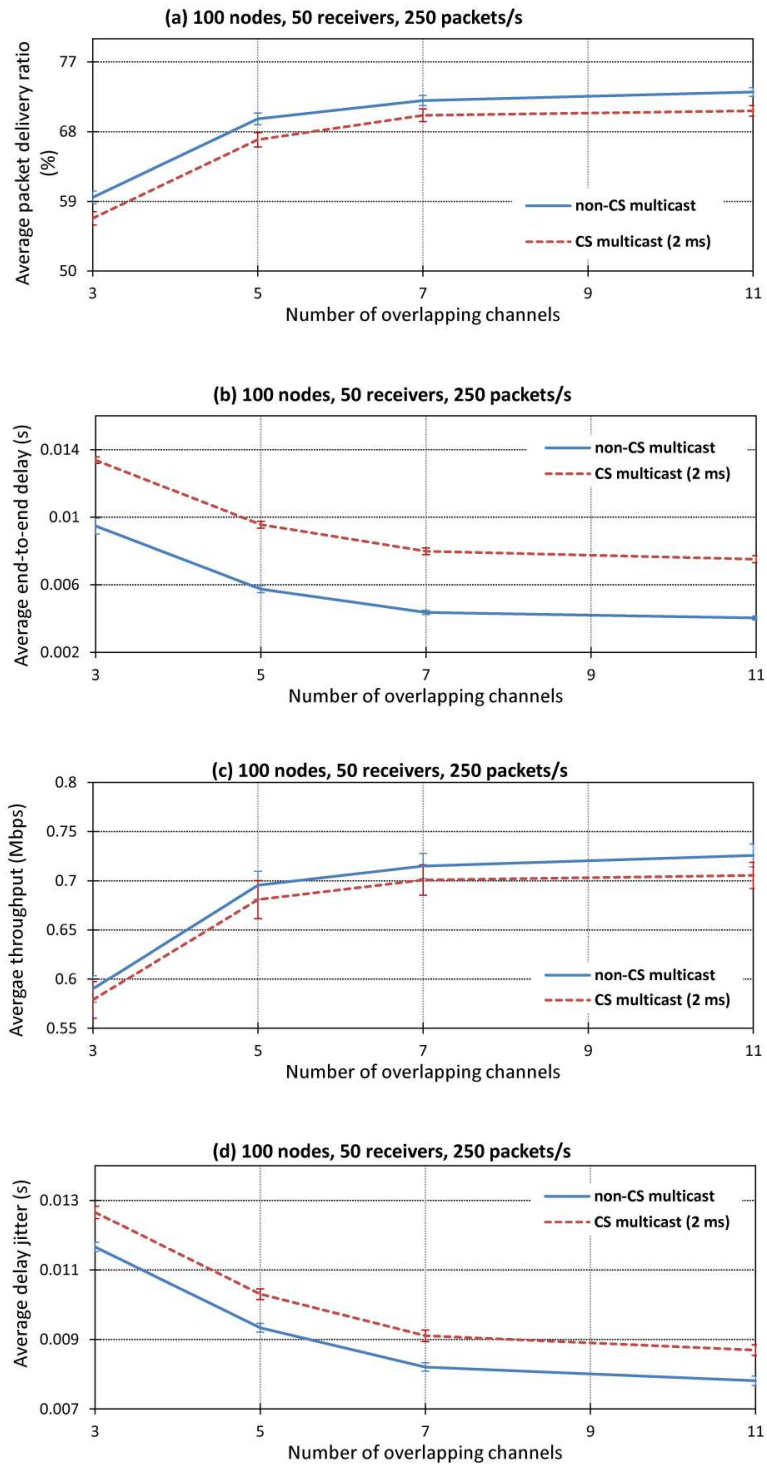 (a) 100 nodes, 50 receivers, 250 packets/s
Average packet delivery ratio
(%)
77
68
59
50
non-CS multicast
CS multicast (2 ms)
3 5 7 9 11
Number of overlapping channels
(b) 100 nodes, 50 receivers, 250 packets/s
Average end-to-end delay (s)
0.014
0.01
0.006
0.002
non-CS multicast
CS multicast (2 ms)
3 5 7 9 11
Number of overlapping channels
(c) 100 nodes, 50 receivers, 250 packets/s
Avergae throughput (Mbps)
0.8
0.75
0.7
0.65
0.6
0.55
non-CS multicast
CS multicast (2 ms)
3 5 7 9 11
Number of overlapping channels
(d) 100 nodes, 50 receivers, 250 packets/s
Average delay jitter (s)
0.013
0.011
0.009
0.007
non-CS multicast
CS multicast (2 ms)
3 5 7 9 11
Number of overlapping channels